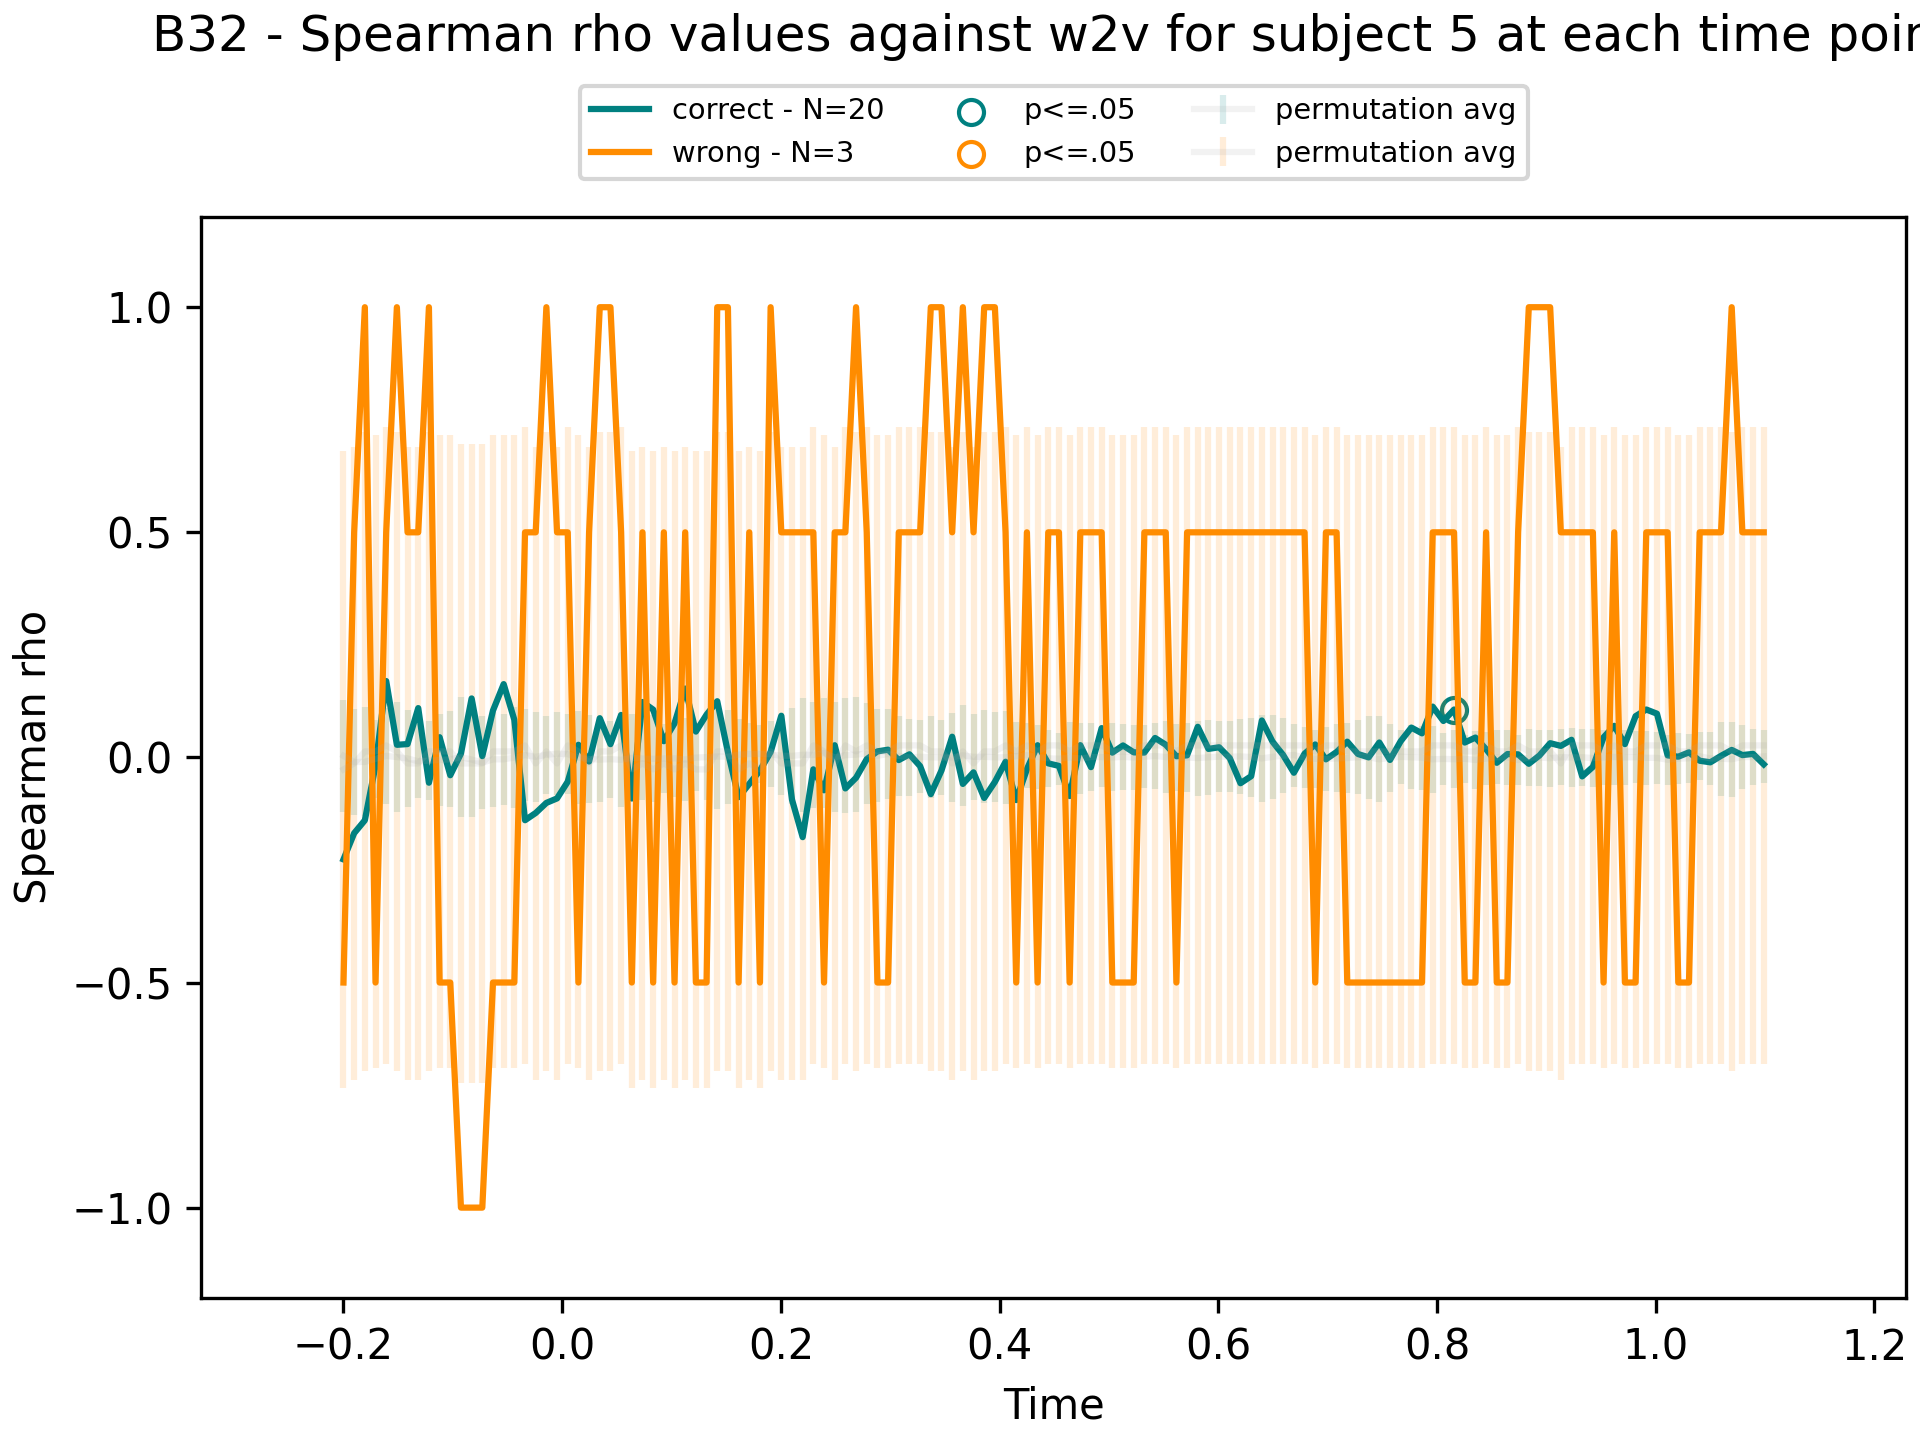 B32 - Spearman rho values against w2v for subject 5 at each time
correct - N=20 p<=.05 permutation avg
wrong - N=3 p<=.05 permutation avg
1.0
0.5
0.0
−0.5
−1.0
Spearman rho
−0.2 0.0 0.2 0.4 0.6 0.8 1.0 1.2
Time